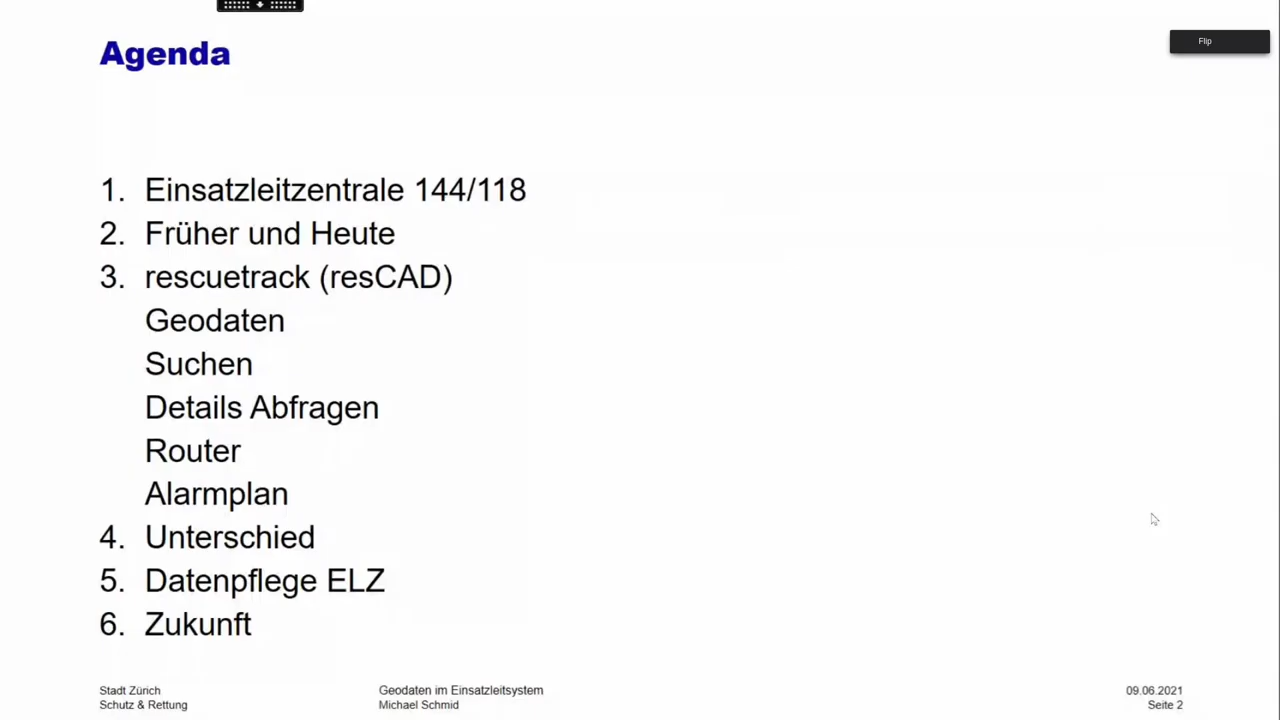 Agenda
Flip
1. Einsatzleitzentrale 144/118
2. Früher und Heute
3. rescuetrack (resCAD)
Geodaten
Suchen
Details Abfragen
Router
Alarmplan
4. Unterschied
5. Datenpflege ELZ
6. Zukunft
Stadt Zürich
Schutz & Rettung
Geodaten im Einsatzleitsystem
Michael Schmid
09.06.2021
Seite 2